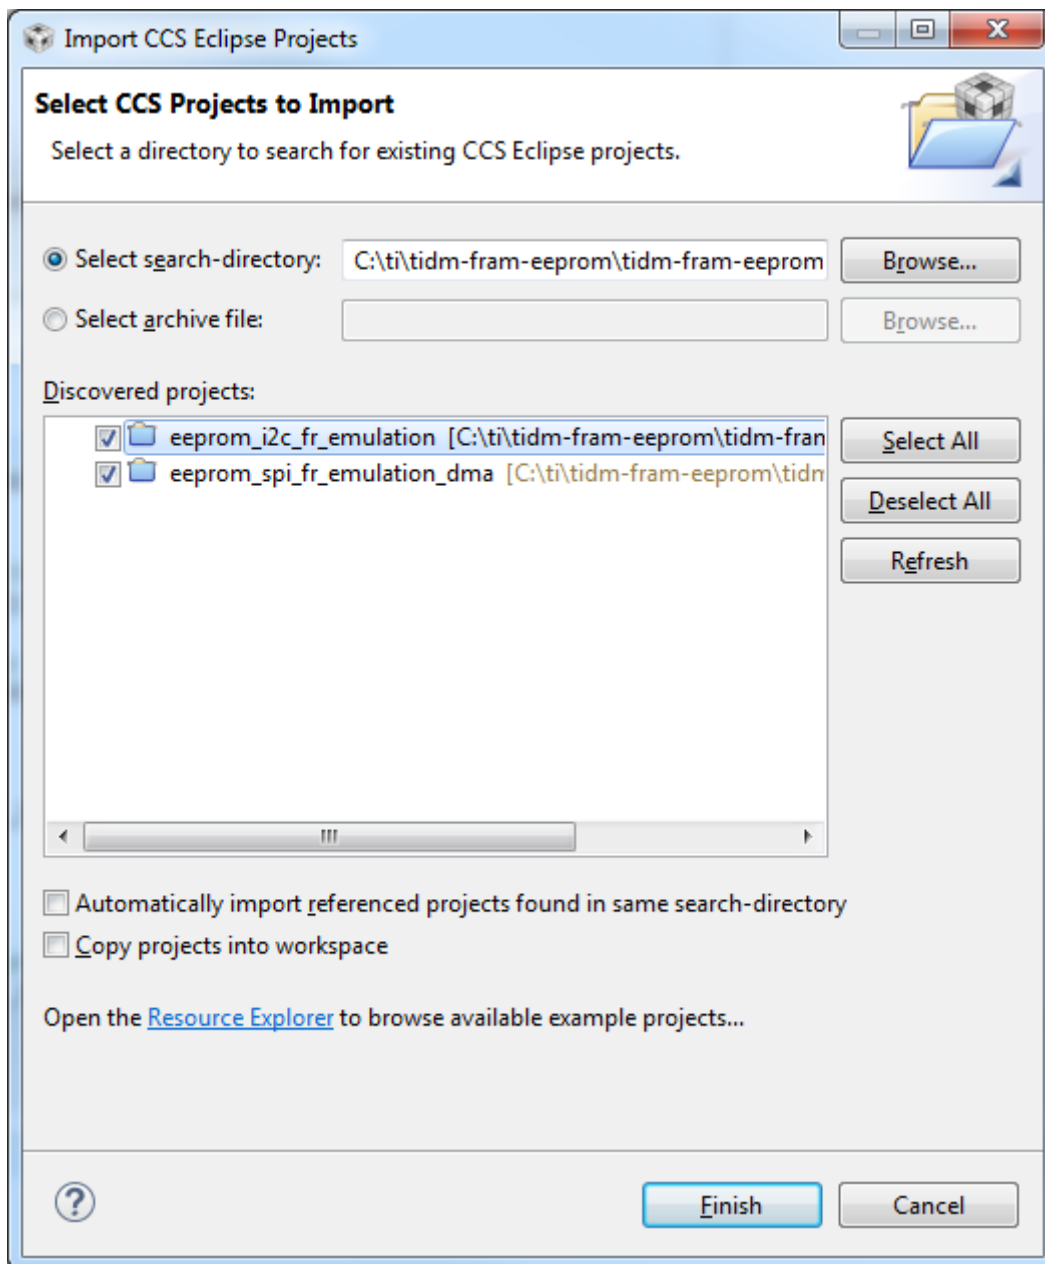 Import CCS Eclipse Projects
Select CCS Projects to Import
Select a directory to search for existing CCS Eclipse projects.
Select search-directory: C:\ti\tidm-fram-eeprom\tidm-fram-eeprom Browse...
Select archive file: Browse...
Discovered projects:
eeprom_i2c_fr_emulation [C:\ti\tidm-fram-eeprom\tidm-fran Select All
eeprom_spi_fr_emulation_dma [C:\ti\tidm-fram-eeprom\tidm
Deselect All
Refresh
Automatically import referenced projects found in same search-directory
Copy projects into workspace
Open the Resource Explorer to browse available example projects...
? Finish Cancel